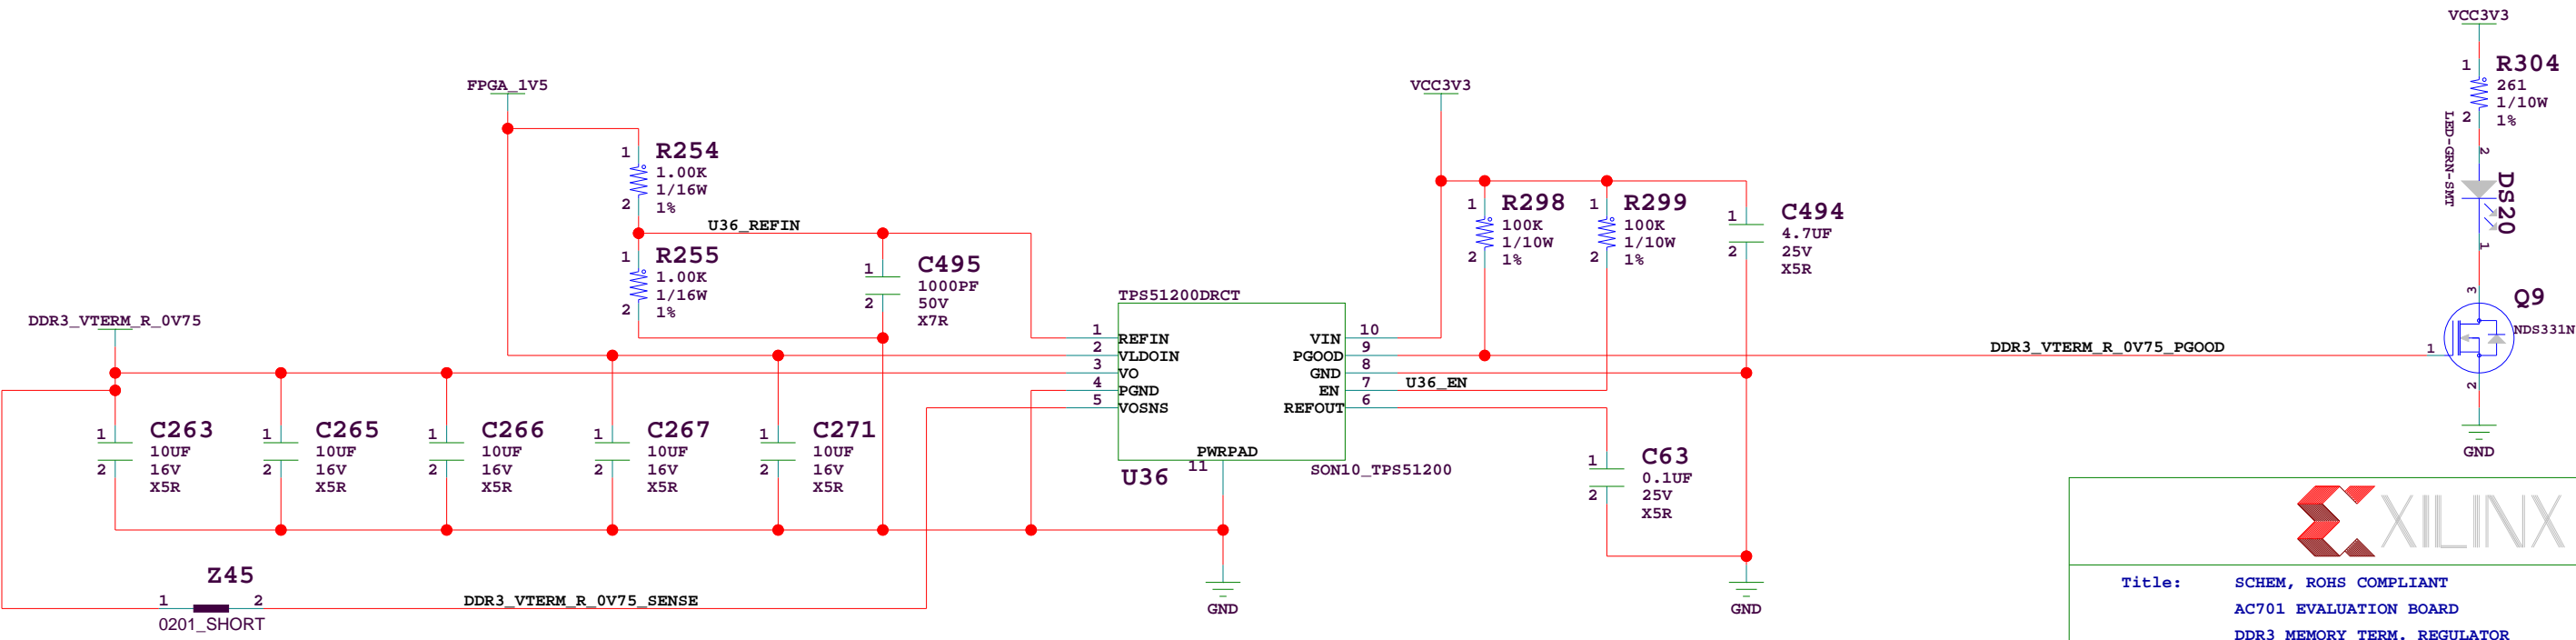 VCC3V3
1
R304
261
1/10W
1%
2
LED-GRN-SMT
2
DS20
1
3
Q9
NDS331N
1
2
GND
FPGA_1V5
1
R254
1.00K
1/16W
1%
2
U36_REFIN
1
R255
1.00K
1/16W
1%
2
1
C495
1000PF
50V
X7R
2
VCC3V3
1
R298
100K
1/10W
1%
2
1
R299
100K
1/10W
1%
2
1
C494
4.7UF
25V
X5R
2
DDR3_VTERM_R_0V75
TPS51200DRCT
1 REFIN
2 VLDOIN
3 VO
4 PGND
5 VOSNS
VIN 10
PGOOD 9
GND 8
EN 7
REFOUT 6
PWRPAD
11
U36
SON10_TPS51200
U36_EN
DDR3_VTERM_R_0V75_PGOOD
1
C263
10UF
16V
X5R
2
1
C265
10UF
16V
X5R
2
1
C266
10UF
16V
X5R
2
1
C267
10UF
16V
X5R
2
1
C271
10UF
16V
X5R
2
1
C63
0.1UF
25V
X5R
2
Z45
1 2
0201_SHORT
DDR3_VTERM_R_0V75_SENSE
GND
GND
XILINX
Title: SCHEM, ROHS COMPLIANT
AC701 EVALUATION BOARD
DDR3 MEMORY TERM. REGULATOR